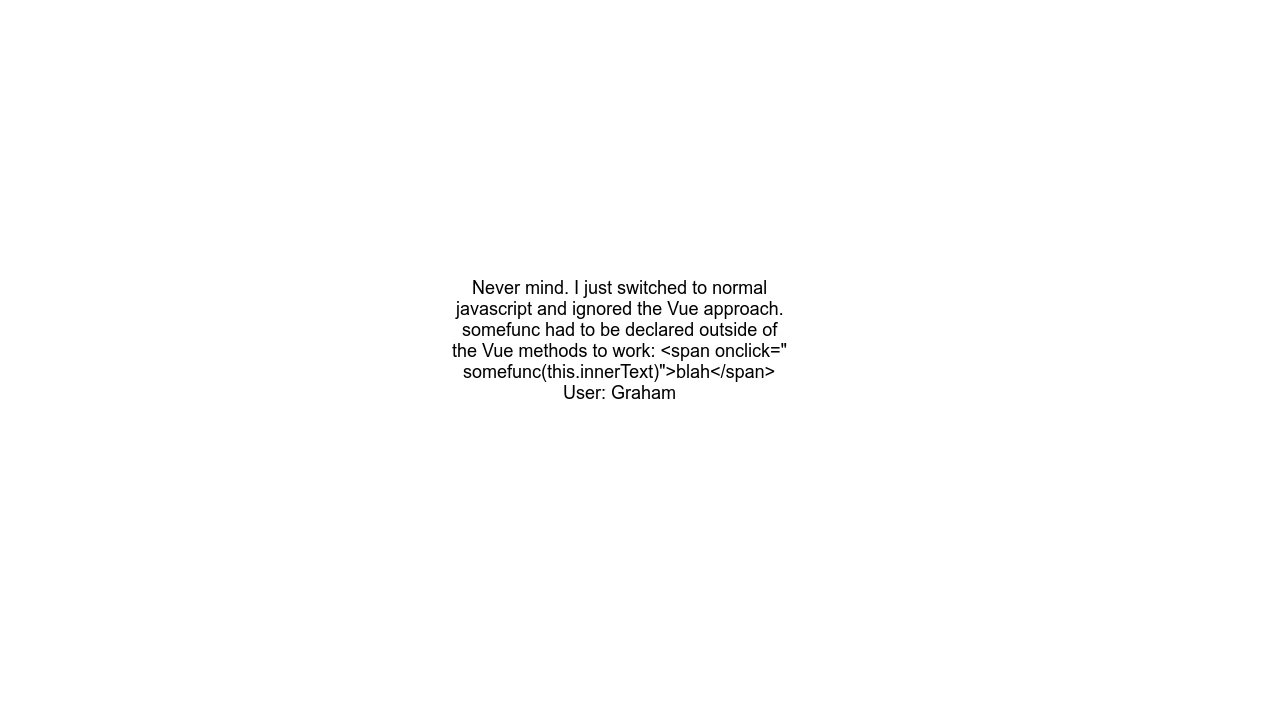 Never mind. I just switched to normal
javascript and ignored the Vue approach.
somefunc had to be declared outside of
the Vue methods to work: <span onclick="
somefunc(this.innerText)">blah</span>
User: Graham